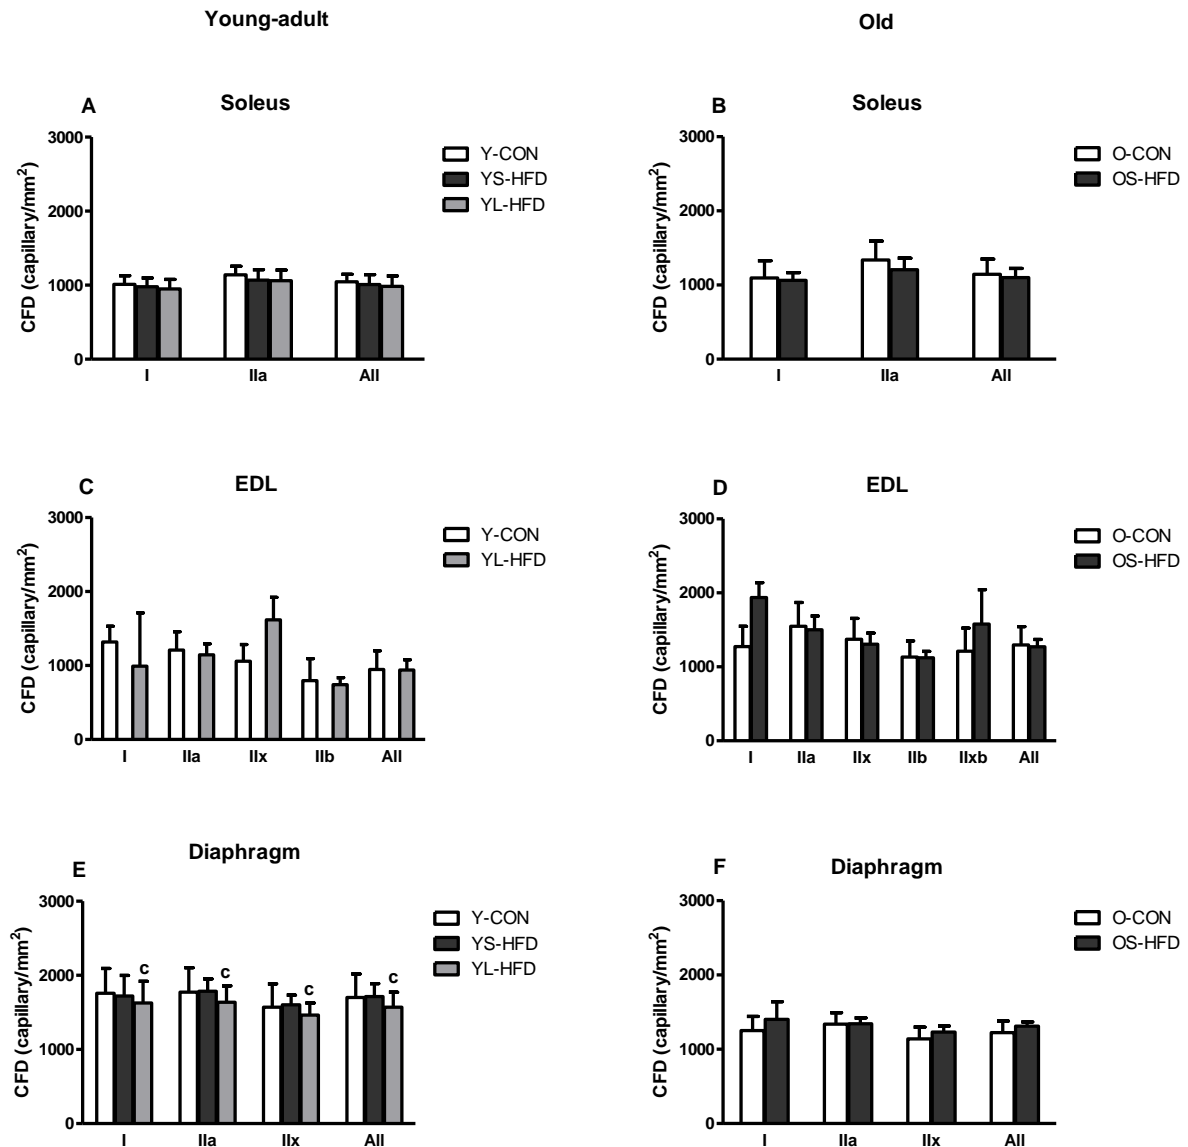 Young-adult
Old
A
Soleus
CFD (capillary/mm²)
3000
2000
1000
0
I
IIa
All
Y-CON
YS-HFD
YL-HFD
B
Soleus
CFD (capillary/mm²)
3000
2000
1000
0
I
IIa
All
O-CON
OS-HFD
C
EDL
CFD (capillary/mm²)
3000
2000
1000
0
I
IIa
IIx
IIb
All
Y-CON
YL-HFD
D
EDL
CFD (capillary/mm²)
3000
2000
1000
0
I
IIa
IIx
IIb
IIxb
All
O-CON
OS-HFD
E
Diaphragm
CFD (capillary/mm²)
3000
2000
1000
0
c
c
c
c
I
IIa
IIx
All
Y-CON
YS-HFD
YL-HFD
F
Diaphragm
CFD (capillary/mm²)
3000
2000
1000
0
I
IIa
IIx
All
O-CON
OS-HFD